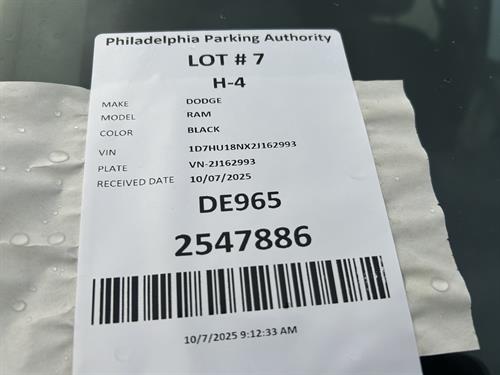 Philadelphia Parking Authority
LOT # 7
H-4
MAKE DODGE
MODEL RAM
COLOR BLACK
VIN 1D7HU18NX2J162993
PLATE VN-2J162993
RECEIVED DATE 10/07/2025
DE965
2547886
10/7/2025 9:12:33 AM